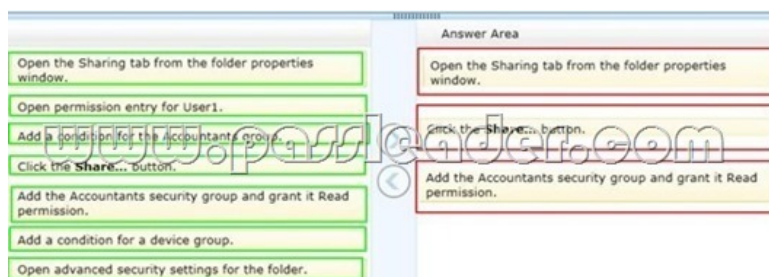 Answer Area
Open the Sharing tab from the folder properties
window.
Open permission entry for User1.
Add a condition for the Accountants group.
Click the Share... button.
Add the Accountants security group and grant it Read
permission.
Add a condition for a device group.
Open advanced security settings for the folder.
Open the Sharing tab from the folder properties
window.
Click the Share... button.
Add the Accountants security group and grant it Read
permission.
www.passleader.com